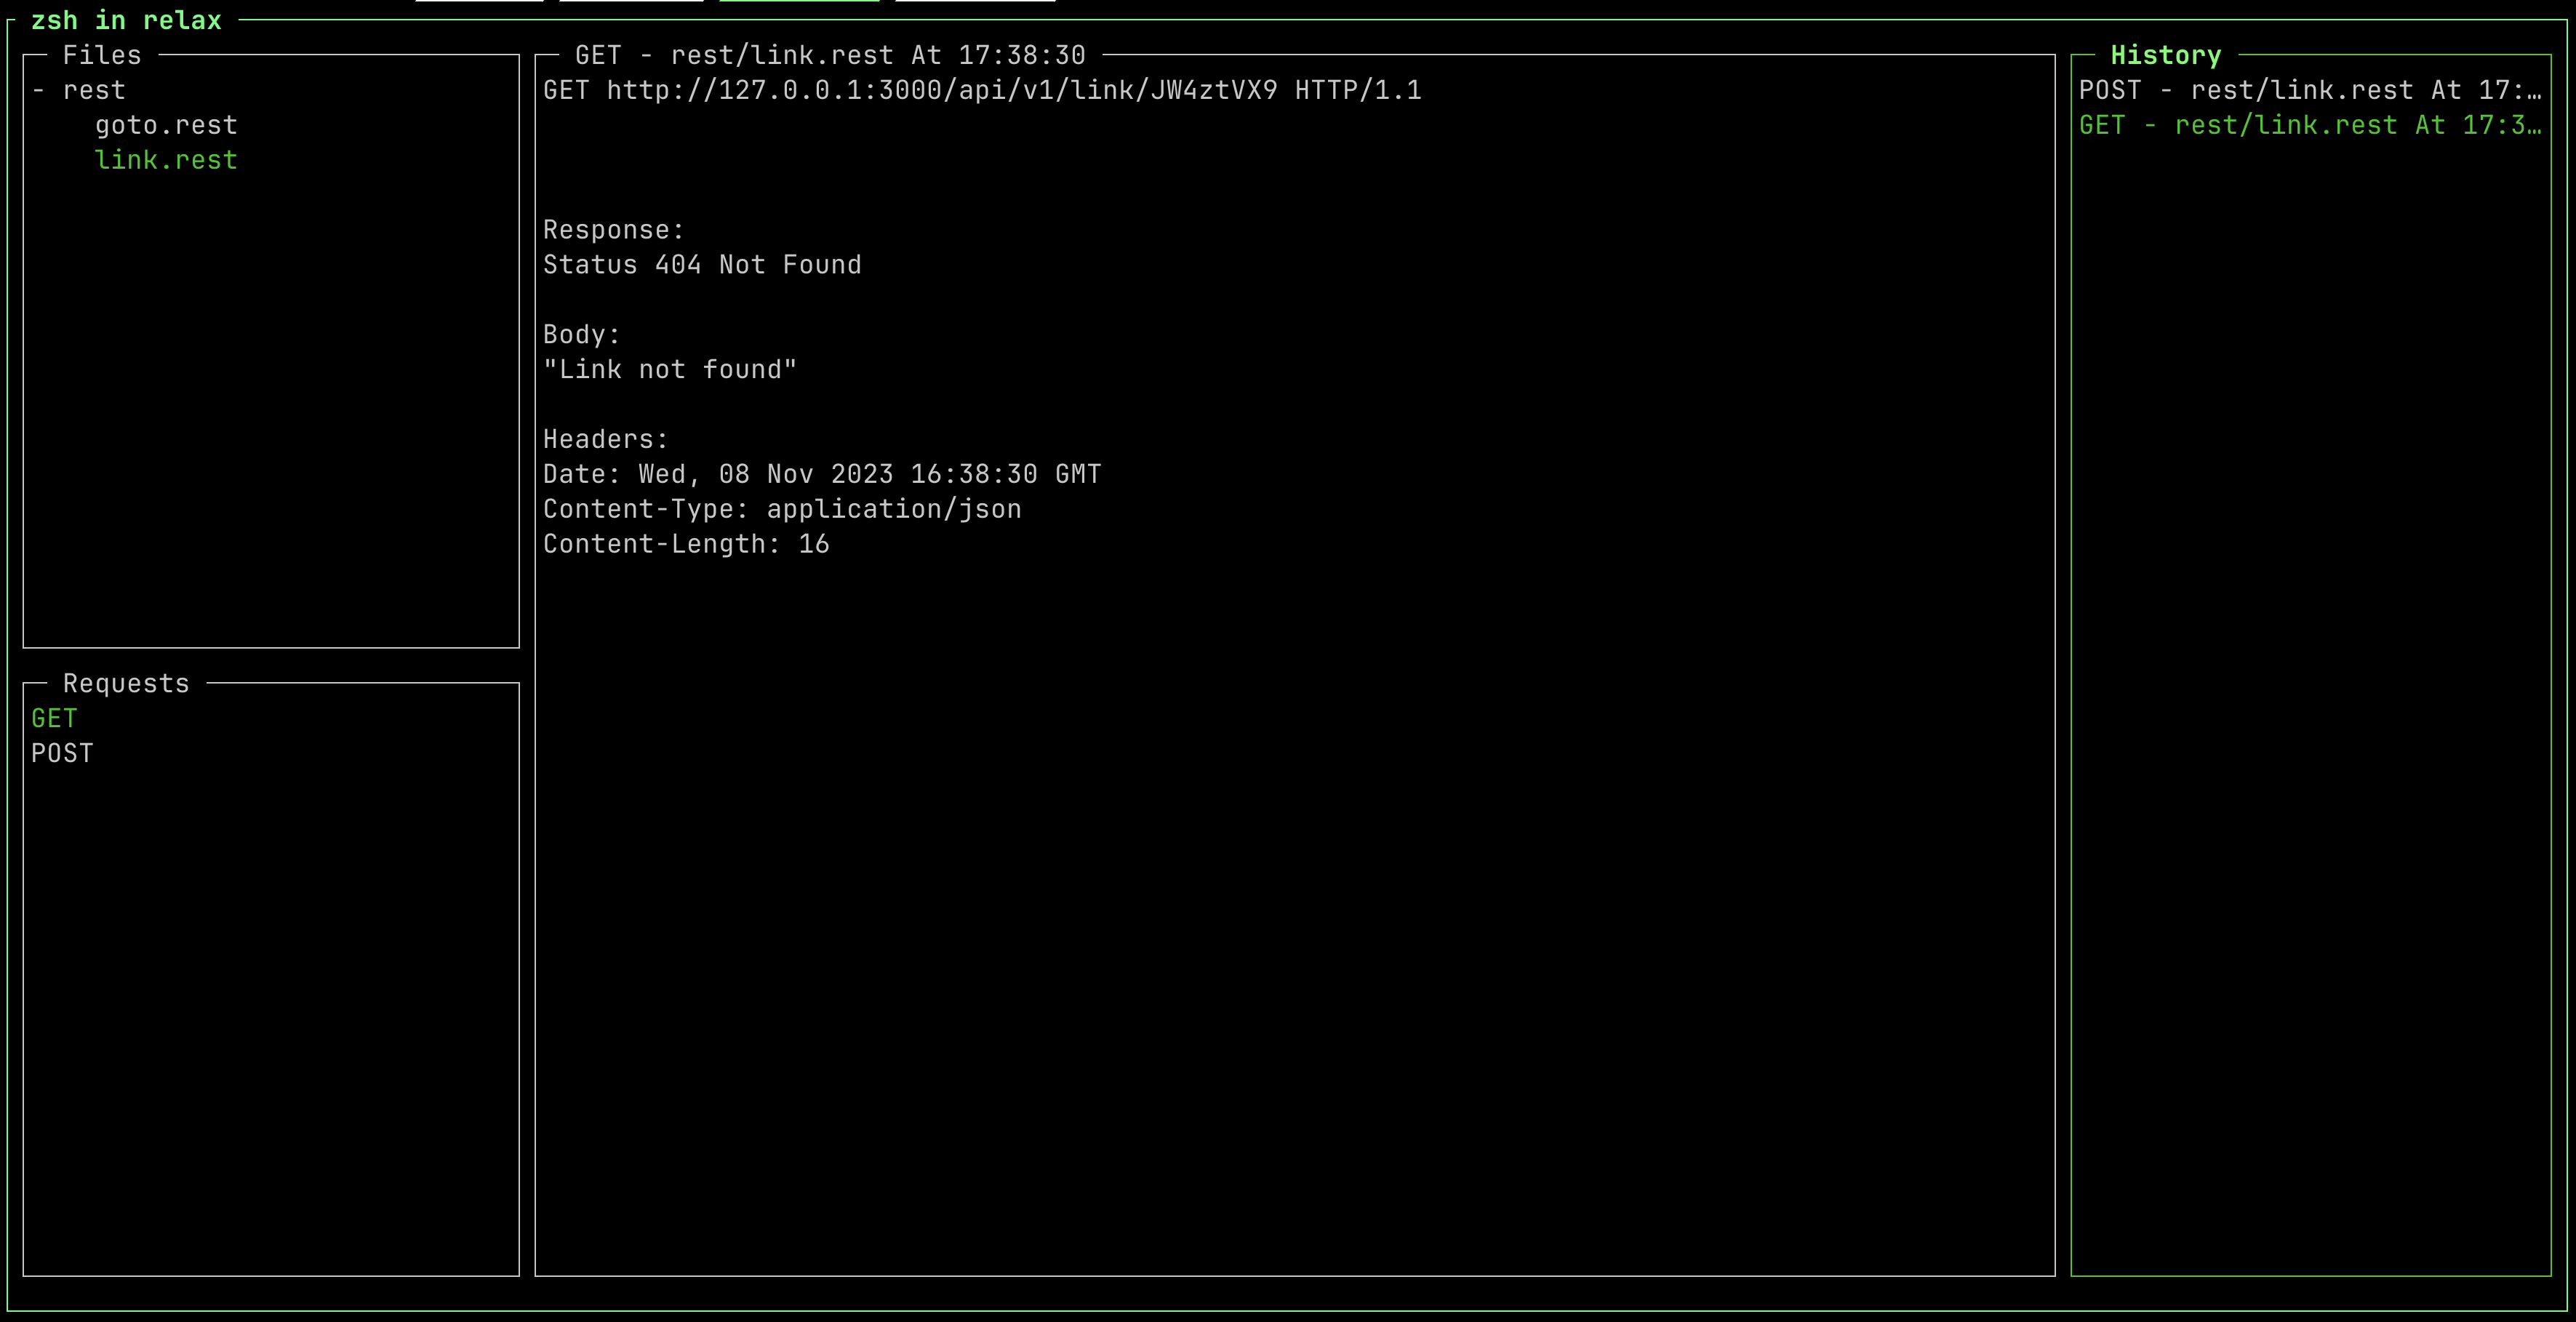 zsh in relax
Files
- rest
goto.rest
link.rest
Requests
GET
POST
GET - rest/link.rest At 17:38:30
GET http://127.0.0.1:3000/api/v1/link/JW4ztVX9 HTTP/1.1
Response:
Status 404 Not Found
Body:
"Link not found"
Headers:
Date: Wed, 08 Nov 2023 16:38:30 GMT
Content-Type: application/json
Content-Length: 16
History
POST - rest/link.rest At 17:…
GET - rest/link.rest At 17:3…